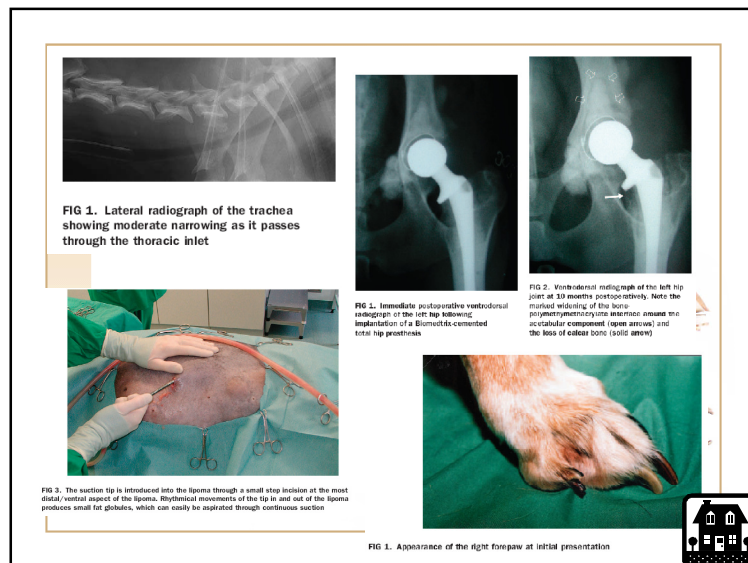 FIG 1. Lateral radiograph of the trachea
showing moderate narrowing as it passes
through the thoracic inlet
FIG 1. Immediate postoperative ventrodorsal
radiograph of the left hip following
implantation of a Biomedtrix-cemented
total hip prosthesis
FIG 2. Ventrodorsal radiograph of the left hip
joint at 10 months postoperatively. Note the
marked widening of the bone-
polymethymethacrylate interface around the
acetabular component (open arrows) and
the loss of calcar bone (solid arrow)
FIG 3. The suction tip is introduced into the lipoma through a small step incision at the most
distal/ventral aspect of the lipoma. Rhythmical movements of the tip in and out of the lipoma
produces small fat globules, which can easily be aspirated through continuous suction
FIG 1. Appearance of the right forepaw at initial presentation